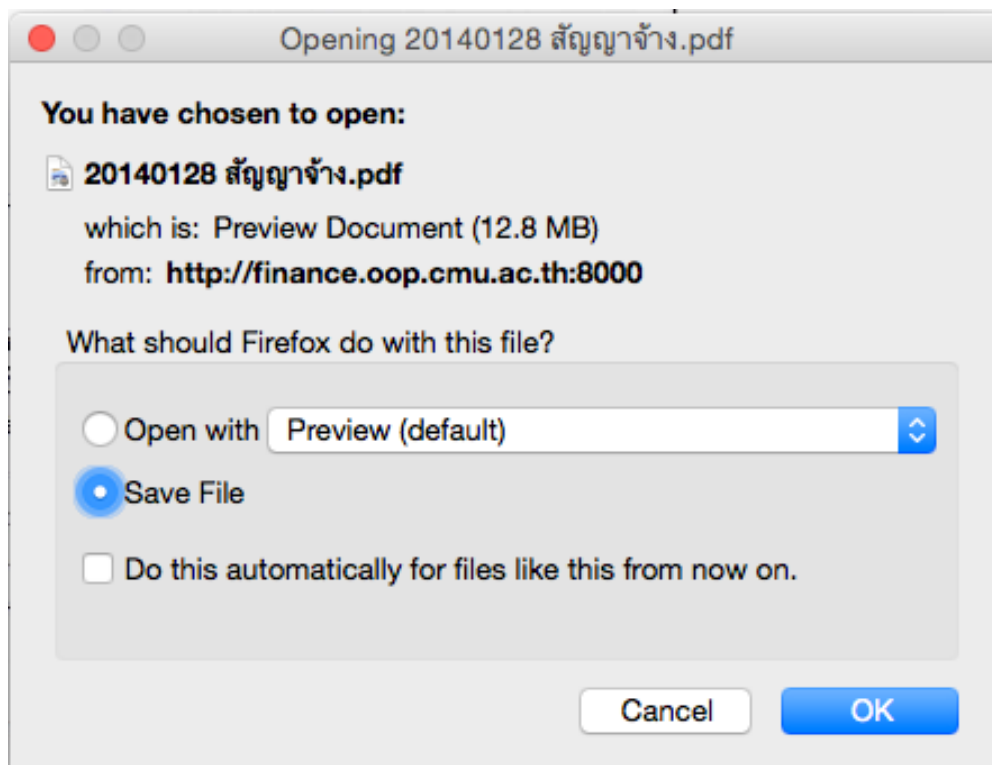 Opening 20140128 สัญญาจ้าง.pdf
You have chosen to open:
20140128 สัญญาจ้าง.pdf
which is: Preview Document (12.8 MB)
from: http://finance.oop.cmu.ac.th:8000
What should Firefox do with this file?
Open with Preview (default)
Save File
Do this automatically for files like this from now on.
Cancel OK